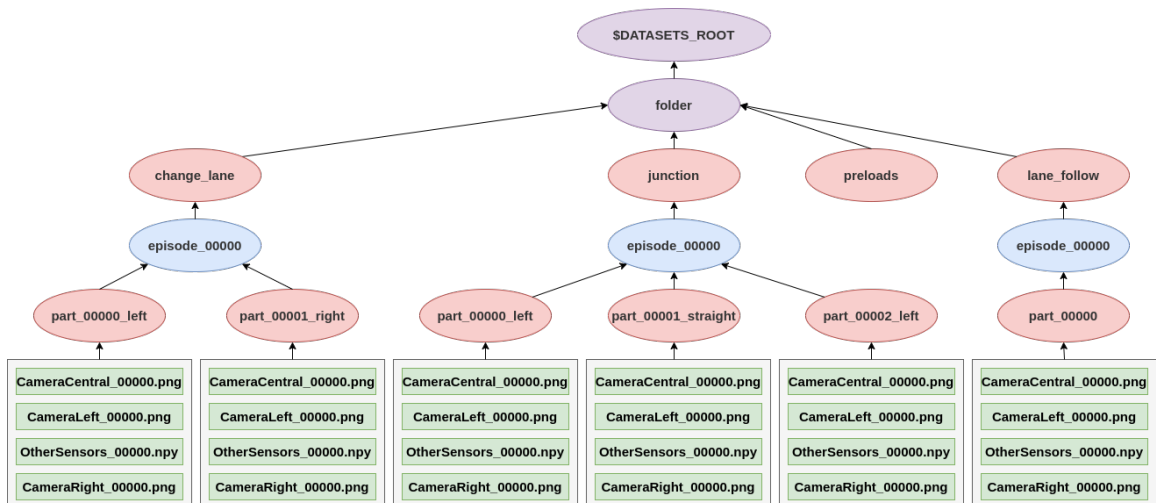 $DATASETS_ROOT
folder
change_lane
junction
preloads
lane_follow
episode_00000
episode_00000
episode_00000
part_00000_left
part_00001_right
part_00000_left
part_00001_straight
part_00002_left
part_00000
CameraCentral_00000.png
CameraCentral_00000.png
CameraCentral_00000.png
CameraCentral_00000.png
CameraCentral_00000.png
CameraCentral_00000.png
CameraLeft_00000.png
CameraLeft_00000.png
CameraLeft_00000.png
CameraLeft_00000.png
CameraLeft_00000.png
CameraLeft_00000.png
OtherSensors_00000.npy
OtherSensors_00000.npy
OtherSensors_00000.npy
OtherSensors_00000.npy
OtherSensors_00000.npy
OtherSensors_00000.npy
CameraRight_00000.png
CameraRight_00000.png
CameraRight_00000.png
CameraRight_00000.png
CameraRight_00000.png
CameraRight_00000.png